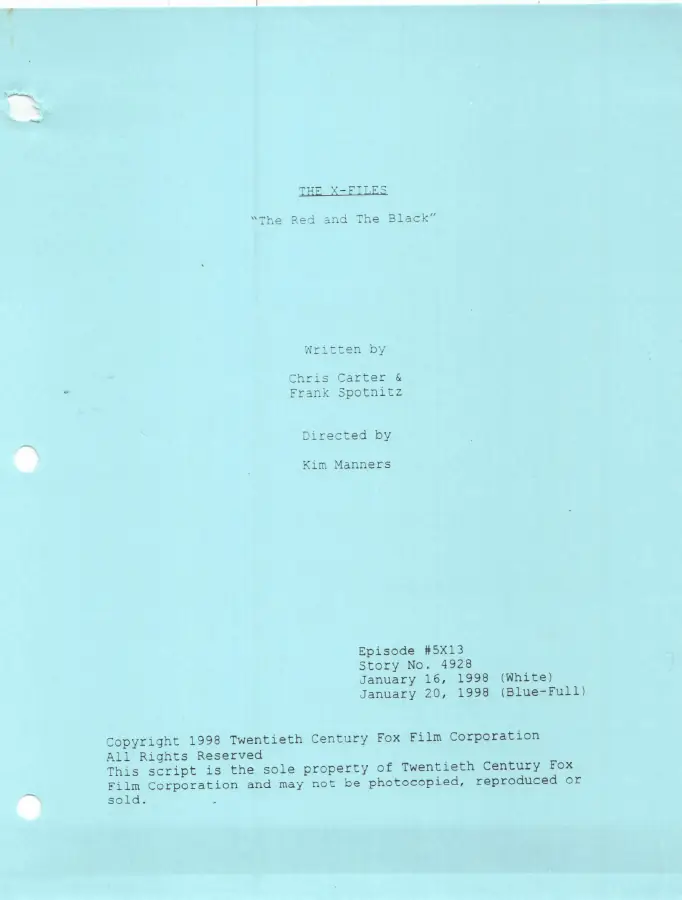 THE X-FILES
"The Red and The Black"
Written by
Chris Carter &
Frank Spotnitz
Directed by
Kim Manners
Episode #5X13
Story No. 4928
January 16, 1998 (White)
January 20, 1998 (Blue-Full)
Copyright 1998 Twentieth Century Fox Film Corporation
All Rights Reserved
This script is the sole property of Twentieth Century Fox
Film Corporation and may not be photocopied, reproduced or
sold.